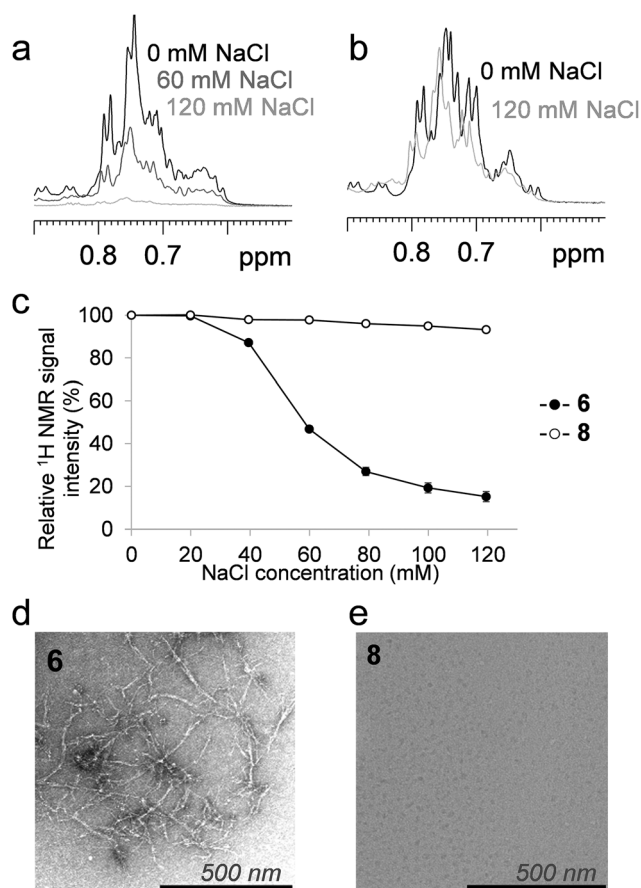 a
0 mM NaCl
60 mM NaCl
120 mM NaCl
0.8 0.7 ppm
b
0 mM NaCl
120 mM NaCl
0.8 0.7 ppm
c
Relative ¹H NMR signal
intensity (%)
100
80
60
40
20
0
0 20 40 60 80 100 120
NaCl concentration (mM)
6
8
d
6
500 nm
e
8
500 nm